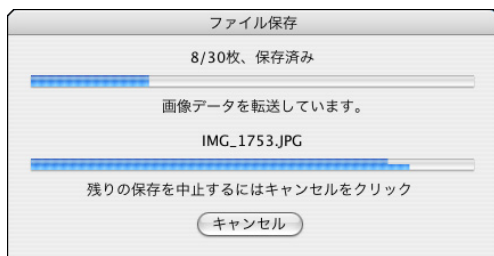 ファイル保存
8/30枚、保存済み
画像データを転送しています。
IMG_1753.JPG
残りの保存を中止するにはキャンセルをクリック
キャンセル